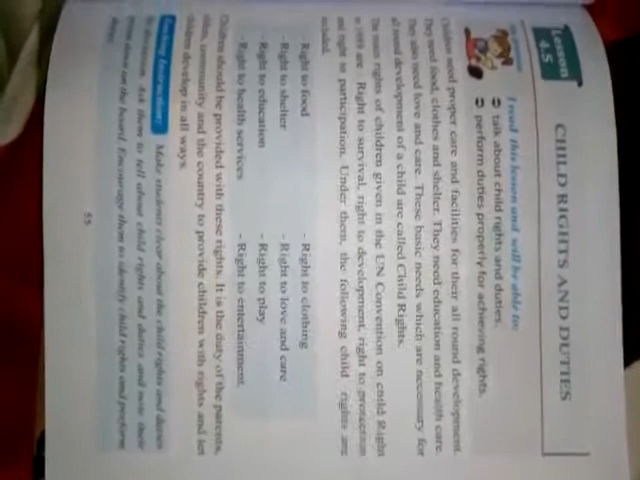 Lesson
4.5
CHILD RIGHTS AND DUTIES
I read this lesson and will be able to:
talk about child rights and duties.
perform duties properly for achieving rights.
Children need proper care and facilities for their all round development.
They need food, clothes and shelter. They need education and health care.
They also need love and care. These basic needs which are necessary for
all round development of a child are called Child Rights.
The main rights of children given in the UN Convention on child Right
in 1989 are Right to survival, right to development, right to protection
and right to participation. Under them, the following child rights are
included.
- Right to food - Right to clothing
- Right to shelter - Right to love and care
- Right to education - Right to play
- Right to health services - Right to entertainment.
Children should be provided with these rights. It is the duty of the parents,
elders, community and the country to provide children with rights and let
children develop in all ways.
Teaching Instruction: Make students clear about the child rights and duties
by discussion. Ask them to tell about child rights and duties and note their
down on the board. Encourage them to identify child rights and perform
duties.
55